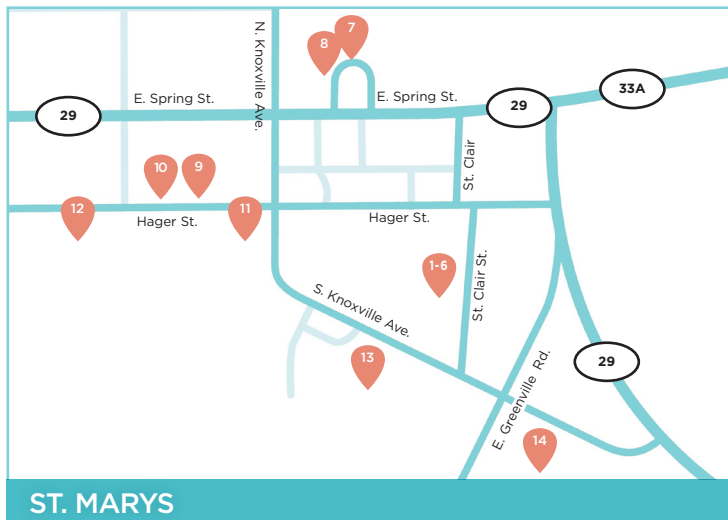 7
8
N. Knoxville Ave.
33A
E. Spring St.
E. Spring St.
29
29
St. Clair
10
9
12
11
Hager St.
Hager St.
1-6
St. Clair St.
S. Knoxville Ave.
13
29
E. Greenville Rd.
14
ST. MARYS